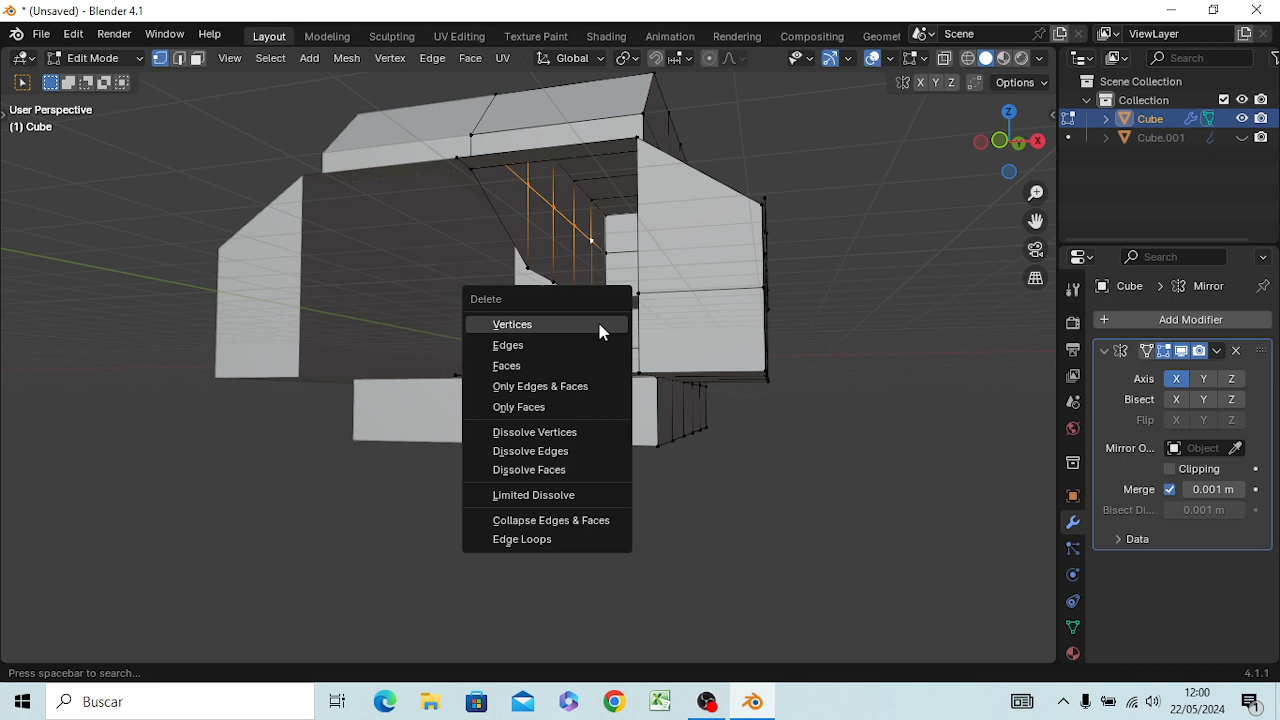 * (Unsaved) - Blender 4.1
File Edit Render Window Help Layout Modeling Sculpting UV Editing Texture Paint Shading Animation Rendering Compositing Geomet Scene ViewLayer
Edit Mode View Select Add Mesh Vertex Edge Face UV Global Search
X Y Z Options
User Perspective
(1) Cube
Scene Collection
Collection
Cube
Cube.001
Z
X
Y
Search
Cube > Mirror
+ Add Modifier
Axis X Y Z
Bisect X Y Z
Flip X Y Z
Mirror O... Object
Clipping
Merge 0.001 m
Bisect Di... 0.001 m
Data
Delete
Vertices
Edges
Faces
Only Edges & Faces
Only Faces
Dissolve Vertices
Dissolve Edges
Dissolve Faces
Limited Dissolve
Collapse Edges & Faces
Edge Loops
Press spacebar to search... 4.1.1
Buscar
12:00
22/05/2024
1